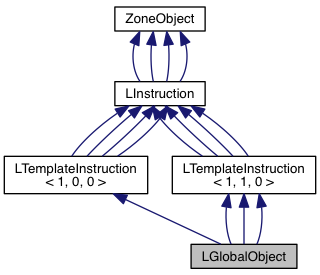 ZoneObject
LInstruction
LTemplateInstruction
< 1, 0, 0 >
LTemplateInstruction
< 1, 1, 0 >
LGlobalObject